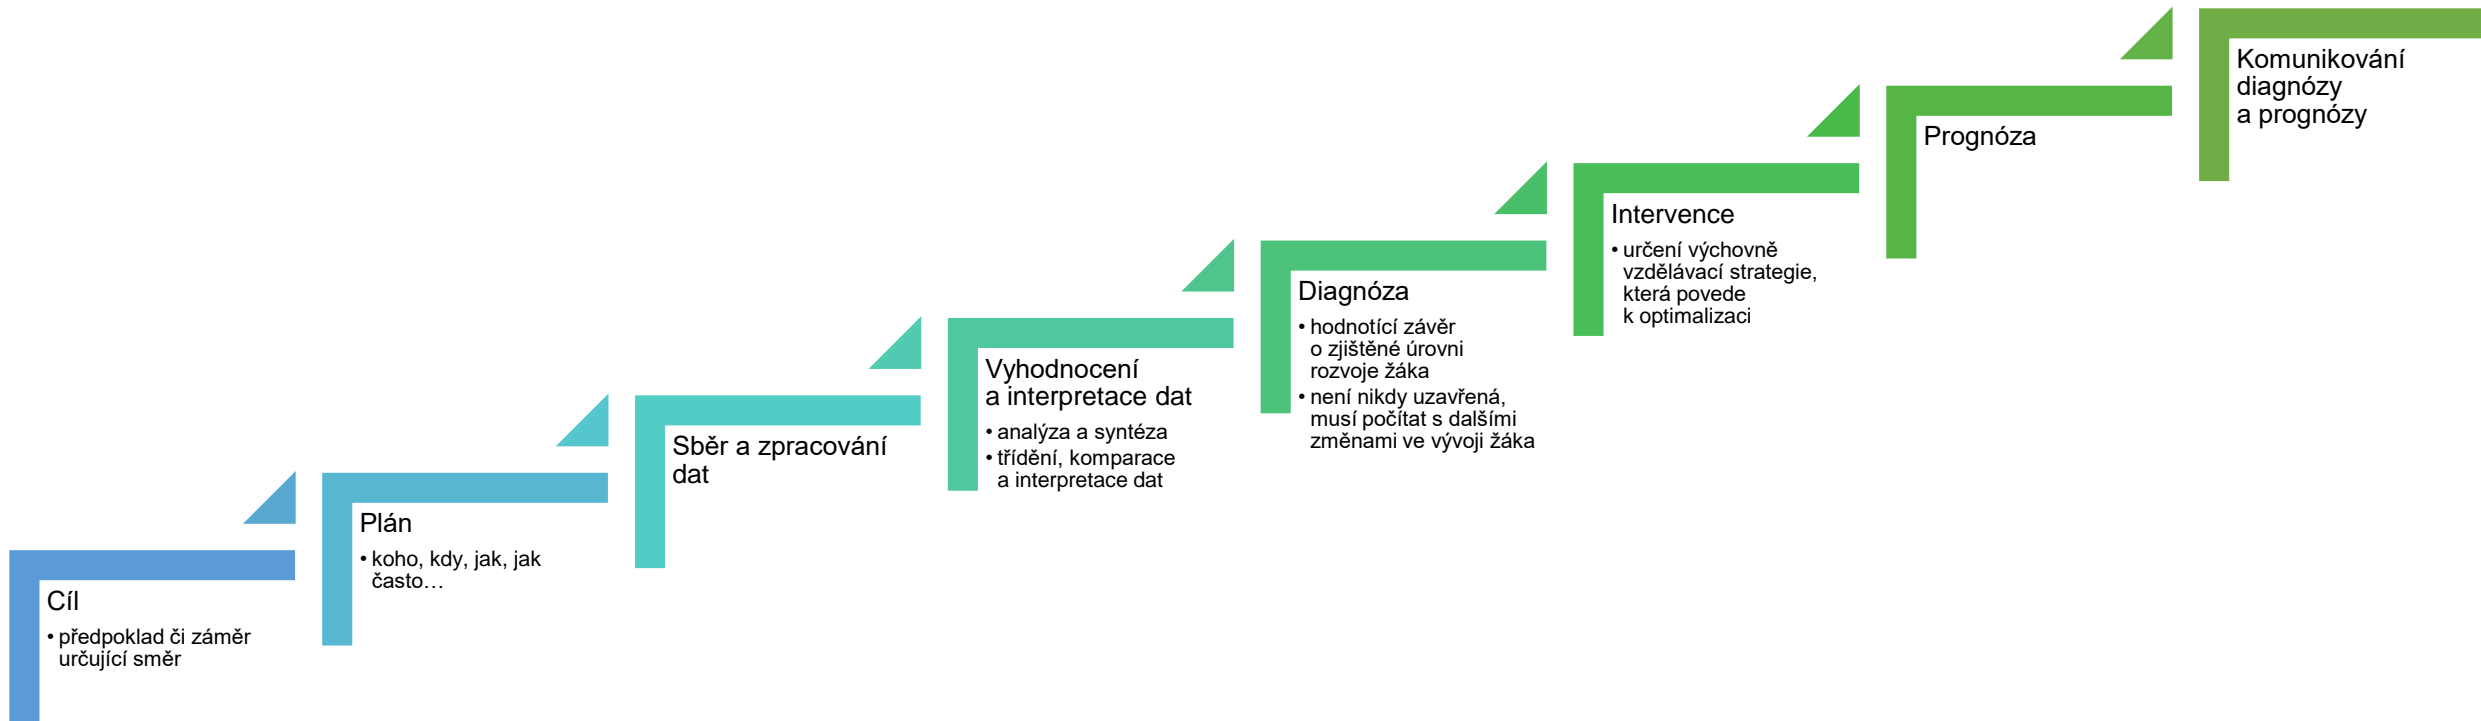 Cíl
• předpoklad či záměr
určující směr
Plán
• koho, kdy, jak, jak
často…
Sběr a zpracování
dat
Vyhodnocení
a interpretace dat
• analýza a syntéza
• třídění, komparace
a interpretace dat
Diagnóza
• hodnotící závěr
o zjištěné úrovni
rozvoje žáka
• není nikdy uzavřená,
musí počítat s dalšími
změnami ve vývoji žáka
Intervence
• určení výchovně
vzdělávací strategie,
která povede
k optimalizaci
Prognóza
Komunikování
diagnózy
a prognózy